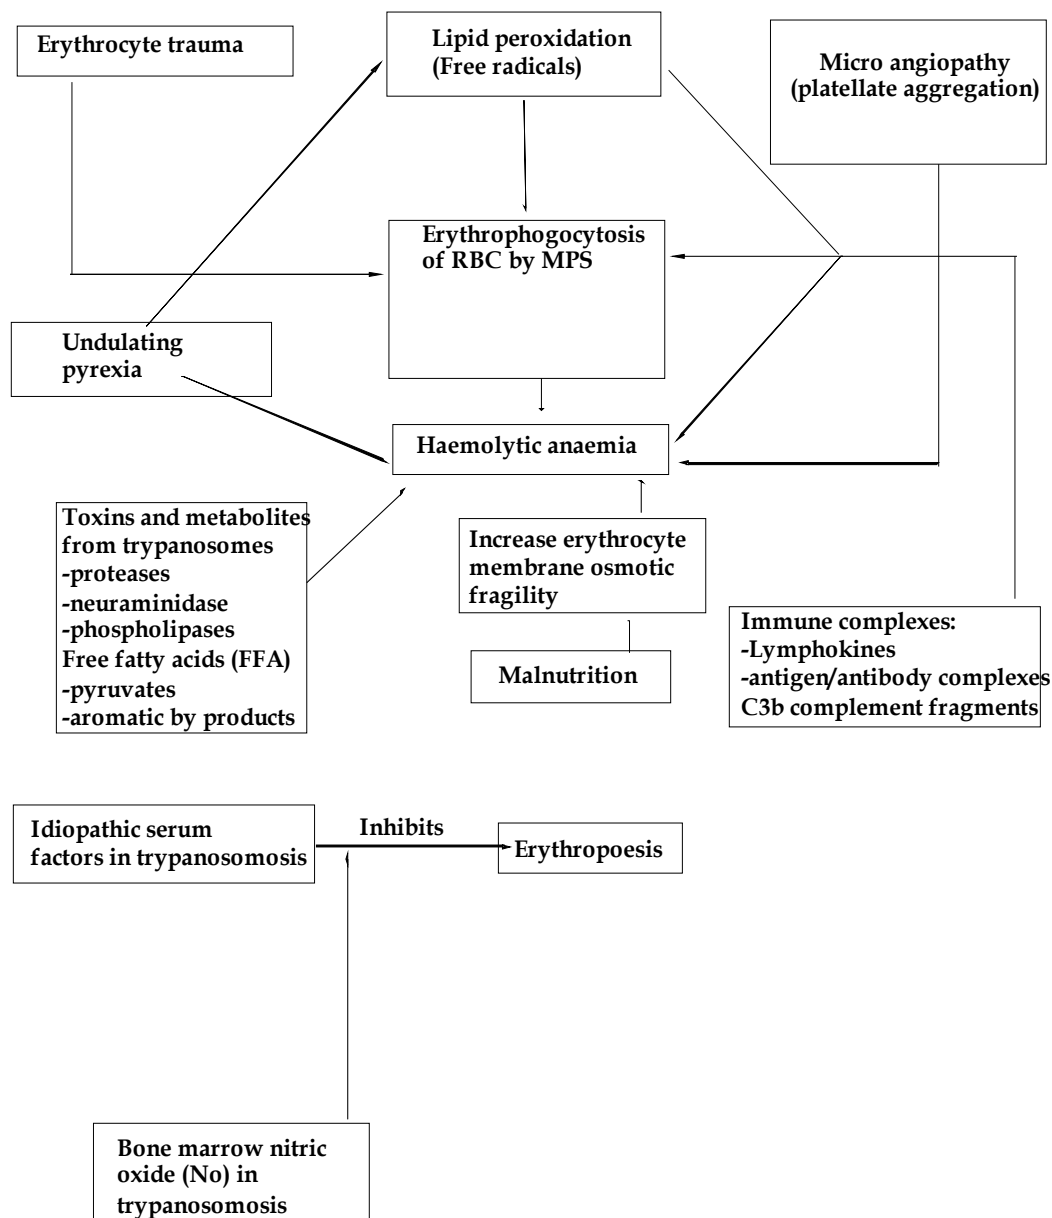 Erythrocyte trauma
Lipid peroxidation
(Free radicals)
Micro angiopathy
(platellate aggregation)
Erythrophogocytosis
of RBC by MPS
Undulating
pyrexia
Haemolytic anaemia
Toxins and metabolites
from trypanosomes
-proteases
-neuraminidase
-phospholipases
Free fatty acids (FFA)
-pyruvates
-aromatic by products
Increase erythrocyte
membrane osmotic
fragility
Malnutrition
Immune complexes:
-Lymphokines
-antigen/antibody complexes
C3b complement fragments
Idiopathic serum
factors in trypanosomosis
Inhibits
Erythropoesis
Bone marrow nitric
oxide (No) in
trypanosomosis